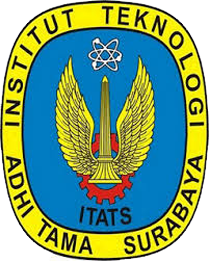 INSTITUT TEKNOLOGI
ADHI TAMA SURABAYA
ITATS